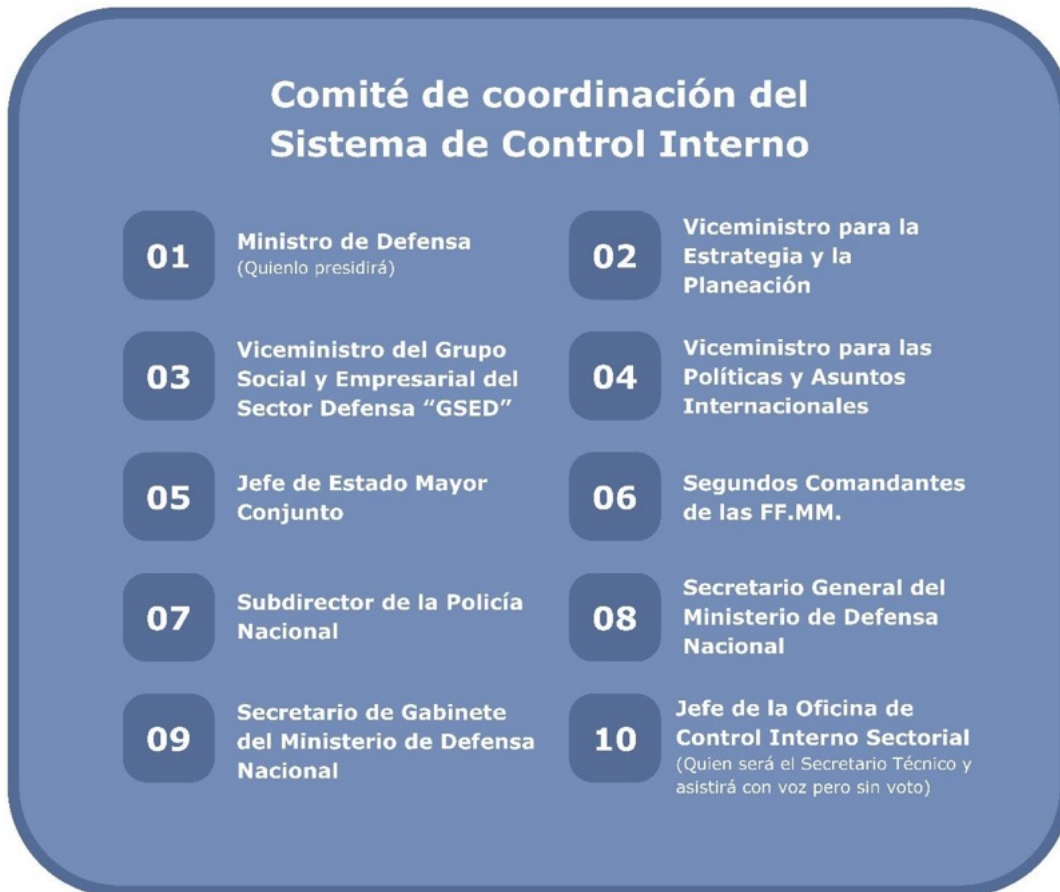 Comité de coordinación del
Sistema de Control Interno
01
Ministro de Defensa
(Quienlo presidirá)
02
Viceministro para la
Estrategia y la
Planeación
03
Viceministro del Grupo
Social y Empresarial del
Sector Defensa “GSED”
04
Viceministro para las
Políticas y Asuntos
Internacionales
05
Jefe de Estado Mayor
Conjunto
06
Segundos Comandantes
de las FF.MM.
07
Subdirector de la Policía
Nacional
08
Secretario General del
Ministerio de Defensa
Nacional
09
Secretario de Gabinete
del Ministerio de Defensa
Nacional
10
Jefe de la Oficina de
Control Interno Sectorial
(Quien será el Secretario Técnico y
asistirá con voz pero sin voto)